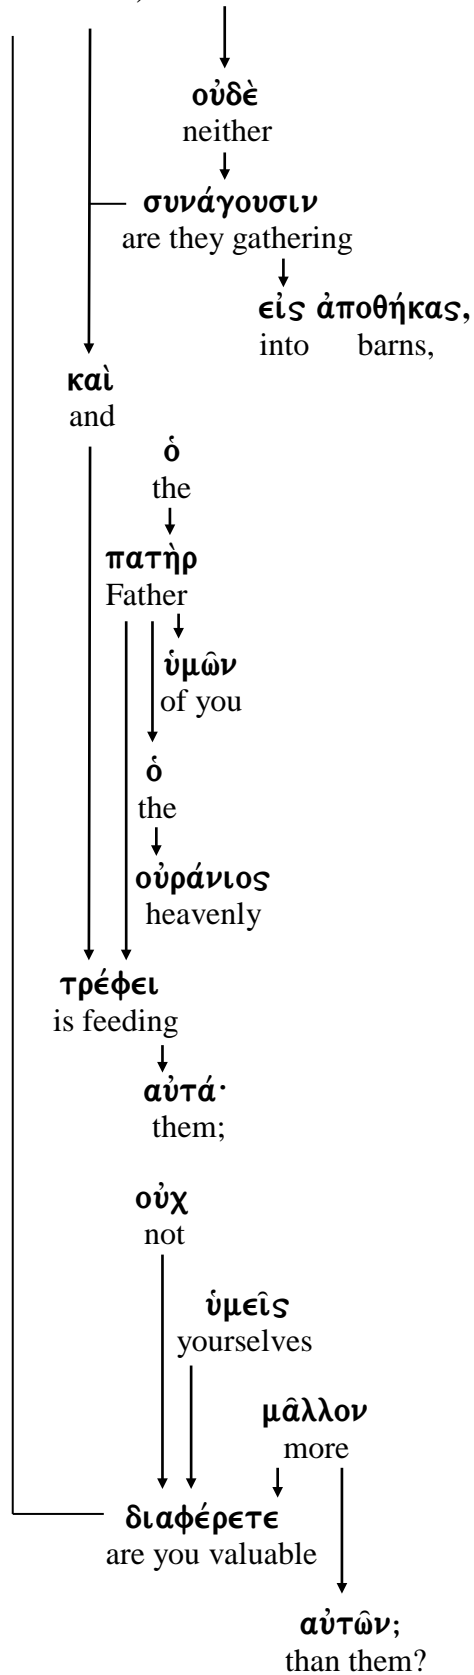 οὐδὲ
neither
συνάγουσιν
are they gathering
εἰς ἀποθήκας,
into barns,
καὶ
and
ὁ
the
πατὴρ
Father
ὑμῶν
of you
ὁ
the
οὐράνιος
heavenly
τρέφει
is feeding
αὐτά·
them;
οὐχ
not
ὑμεῖς
yourselves
μᾶλλον
more
διαφέρετε
are you valuable
αὐτῶν;
than them?